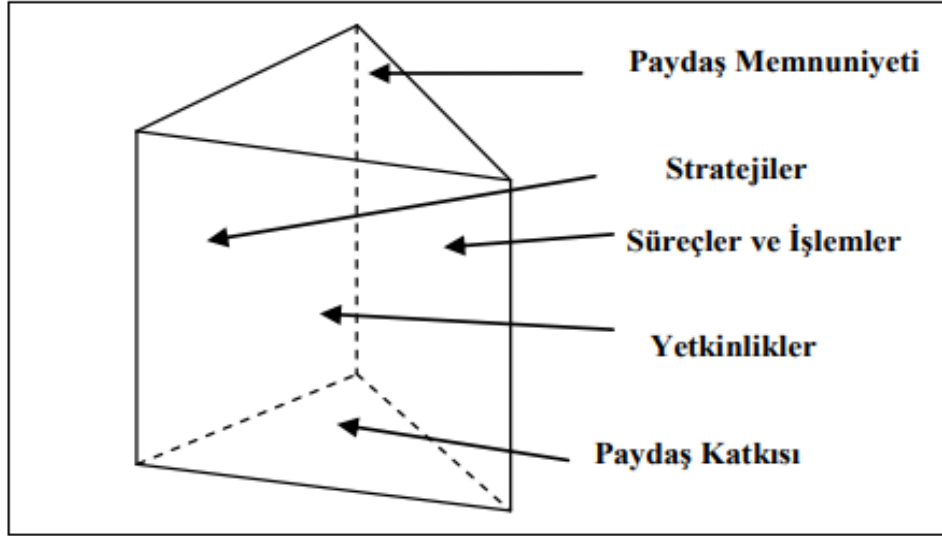 Paydaş Memnuniyeti
Stratejiler
Süreçler ve İşlemler
Yetkinlikler
Paydaş Katkısı